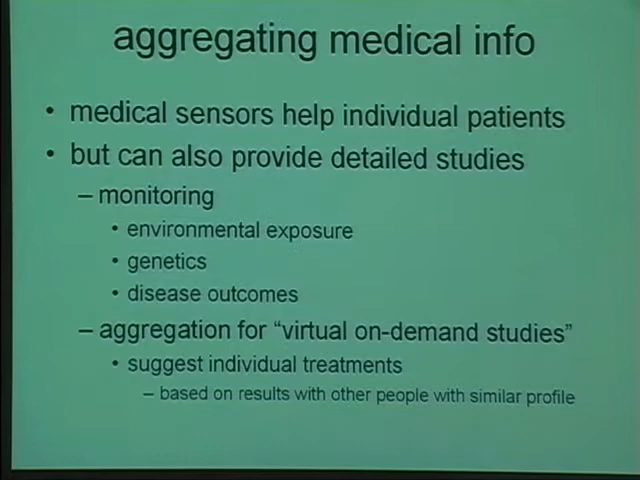 aggregating medical info
• medical sensors help individual patients
• but can also provide detailed studies
– monitoring
• environmental exposure
• genetics
• disease outcomes
– aggregation for “virtual on-demand studies”
• suggest individual treatments
– based on results with other people with similar profile